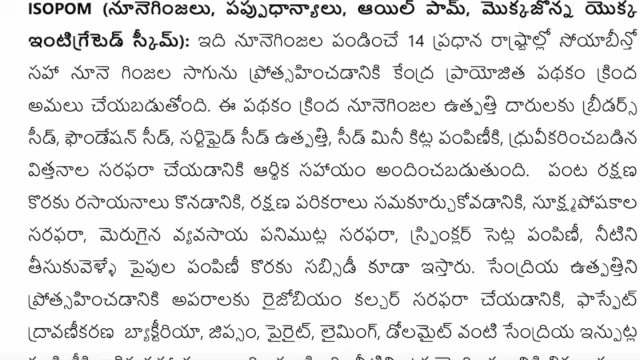 ISOPOM (నూనెగింజలు, పప్పుధాన్యాలు, ఆయిల్ పామ్, మొక్కజొన్న యొక్క
ఇంటిగ్రేటెడ్ స్కీమ్): ఇది నూనెగింజల పండించే 14 ప్రధాన రాష్ట్రాల్లో సోయాబీన్తో
సహా నూనె గింజల సాగును ప్రోత్సహించడానికి కేంద్ర ప్రాయోజిత పథకం క్రింద
అమలు చేయబడుతోంది. ఈ పథకం క్రింద నూనెగింజల ఉత్పత్తి దారులకు బ్రీడర్స్
సీడ్, ఫౌండేషన్ సీడ్, సర్టిఫైడ్ సీడ్ ఉత్పత్తి, సీడ్ మినీ కిట్ల పంపిణీకి, ధ్రువీకరించబడిన
విత్తనాల సరఫరా చేయడానికి ఆర్థిక సహాయం అందించబడుతుంది. పంట రక్షణ
కొరకు రసాయనాలు కొనడానికి, రక్షణ పరికరాలు సమకూర్చుకోవడానికి, సూక్ష్మపోషకాల
సరఫరా, మెరుగైన వ్యవసాయ పనిముట్ల సరఫరా, స్ప్రింక్లర్ సెట్ల పంపిణీ, నీటిని
తీసుకువెళ్ళే పైపుల పంపిణీ కొరకు సబ్సిడీ కూడా ఇస్తారు. సేంద్రియ ఉత్పత్తిని
ప్రోత్సహించడానికి అపరాలకు రైజోబియం కల్చర్ సరఫరా చేయడానికి, ఫాస్ఫేట్
ద్రావణీకరణ బ్యాక్టీరియా, జిప్సం, పైరైట్, లైమింగ్, డోలమైట్ వంటి సేంద్రియ ఇన్పుట్ల